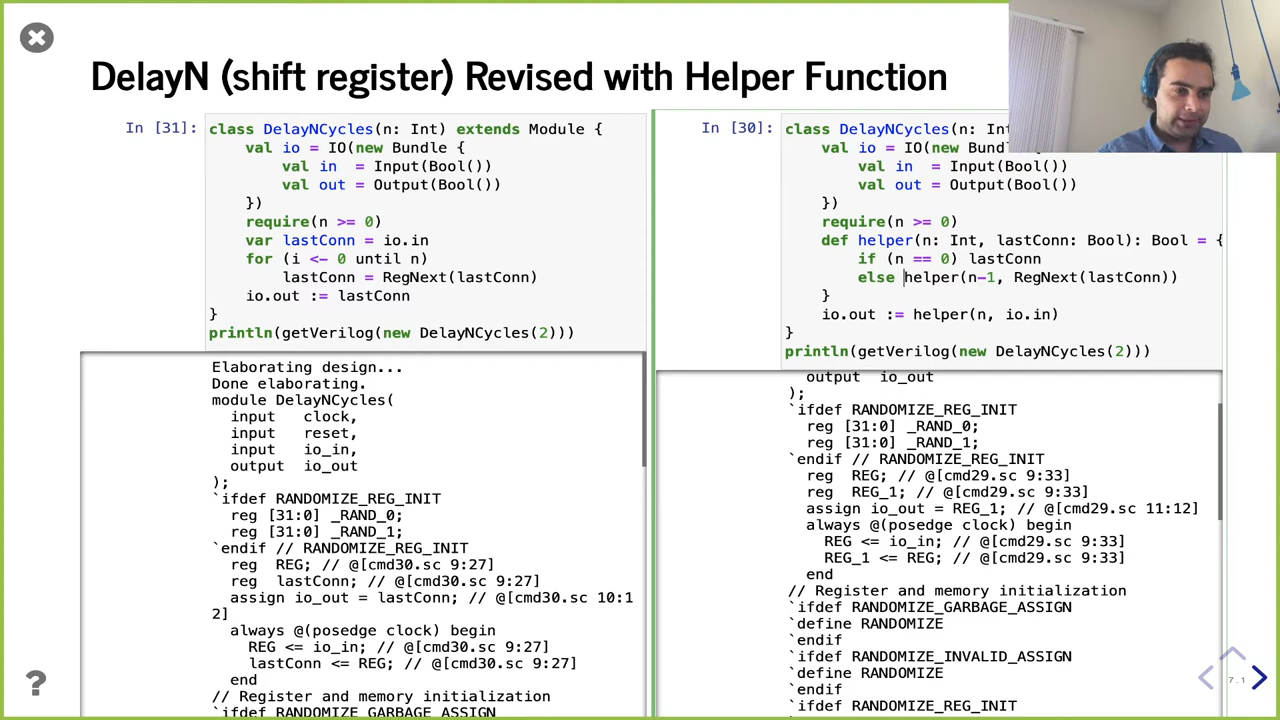 DelayN (shift register) Revised with Helper Function
In [31]:
class DelayNCycles(n: Int) extends Module {
val io = IO(new Bundle {
val in  = Input(Bool())
val out = Output(Bool())
})
require(n >= 0)
var lastConn = io.in
for (i <- 0 until n)
lastConn = RegNext(lastConn)
io.out := lastConn
}
println(getVerilog(new DelayNCycles(2)))
Elaborating design...
Done elaborating.
module DelayNCycles(
input   clock,
input   reset,
input   io_in,
output  io_out
);
`ifdef RANDOMIZE_REG_INIT
reg [31:0] _RAND_0;
reg [31:0] _RAND_1;
`endif // RANDOMIZE_REG_INIT
reg  REG; // @[cmd30.sc 9:27]
reg  lastConn; // @[cmd30.sc 9:27]
assign io_out = lastConn; // @[cmd30.sc 10:1
2]
always @(posedge clock) begin
REG <= io_in; // @[cmd30.sc 9:27]
lastConn <= REG; // @[cmd30.sc 9:27]
end
// Register and memory initialization
`ifdef RANDOMIZE_GARBAGE_ASSIGN
In [30]:
class DelayNCycles(n: Int
val io = IO(new Bundl
val in  = Input(Bool())
val out = Output(Bool())
})
require(n >= 0)
def helper(n: Int, lastConn: Bool): Bool = {
if (n == 0) lastConn
else helper(n-1, RegNext(lastConn))
}
io.out := helper(n, io.in)
}
println(getVerilog(new DelayNCycles(2)))
output  io_out
);
`ifdef RANDOMIZE_REG_INIT
reg [31:0] _RAND_0;
reg [31:0] _RAND_1;
`endif // RANDOMIZE_REG_INIT
reg  REG; // @[cmd29.sc 9:33]
reg  REG_1; // @[cmd29.sc 9:33]
assign io_out = REG_1; // @[cmd29.sc 11:12]
always @(posedge clock) begin
REG <= io_in; // @[cmd29.sc 9:33]
REG_1 <= REG; // @[cmd29.sc 9:33]
end
// Register and memory initialization
`ifdef RANDOMIZE_GARBAGE_ASSIGN
`define RANDOMIZE
`endif
`ifdef RANDOMIZE_INVALID_ASSIGN
`define RANDOMIZE
`endif
`ifdef RANDOMIZE_REG_INIT
?
7.1